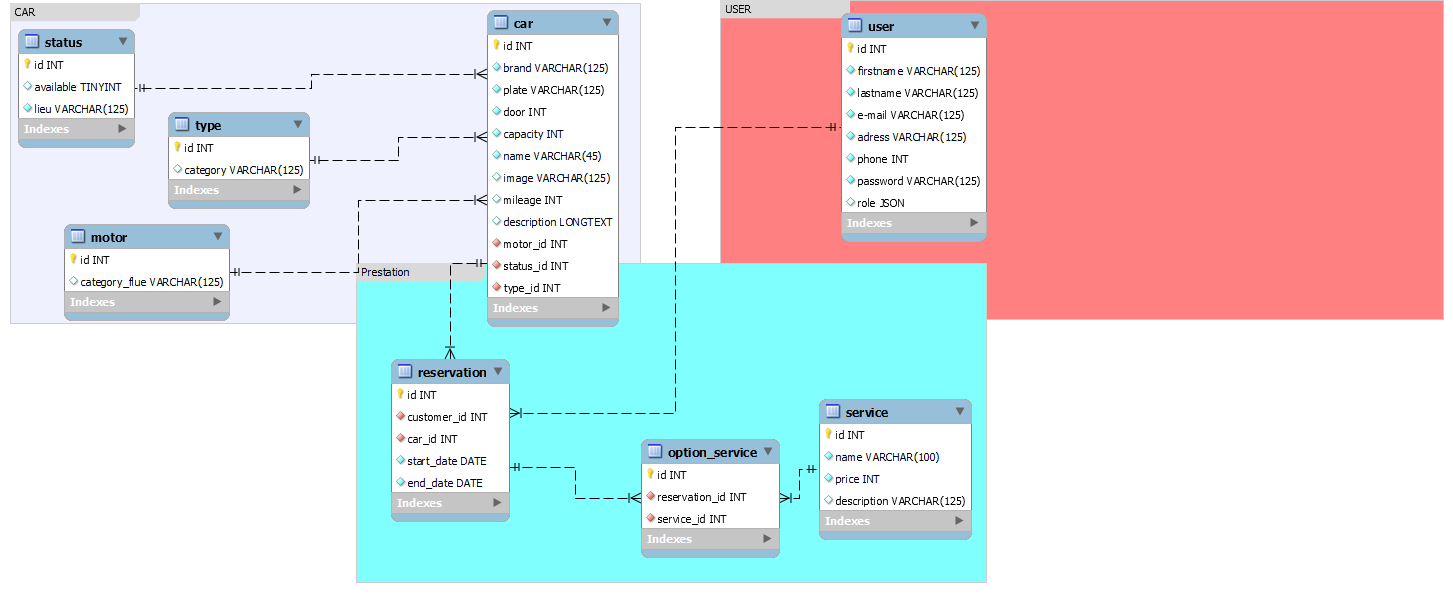 CAR
status
id INT
available TINYINT
lieu VARCHAR(125)
Indexes
type
id INT
category VARCHAR(125)
Indexes
motor
id INT
category_flue VARCHAR(125)
Indexes
car
id INT
brand VARCHAR(125)
plate VARCHAR(125)
door INT
capacity INT
name VARCHAR(45)
image VARCHAR(125)
mileage INT
description LONGTEXT
motor_id INT
status_id INT
type_id INT
Indexes
USER
user
id INT
firstname VARCHAR(125)
lastname VARCHAR(125)
e-mail VARCHAR(125)
adress VARCHAR(125)
phone INT
password VARCHAR(125)
role JSON
Indexes
Prestation
reservation
id INT
customer_id INT
car_id INT
start_date DATE
end_date DATE
Indexes
option_service
id INT
reservation_id INT
service_id INT
Indexes
service
id INT
name VARCHAR(100)
price INT
description VARCHAR(125)
Indexes